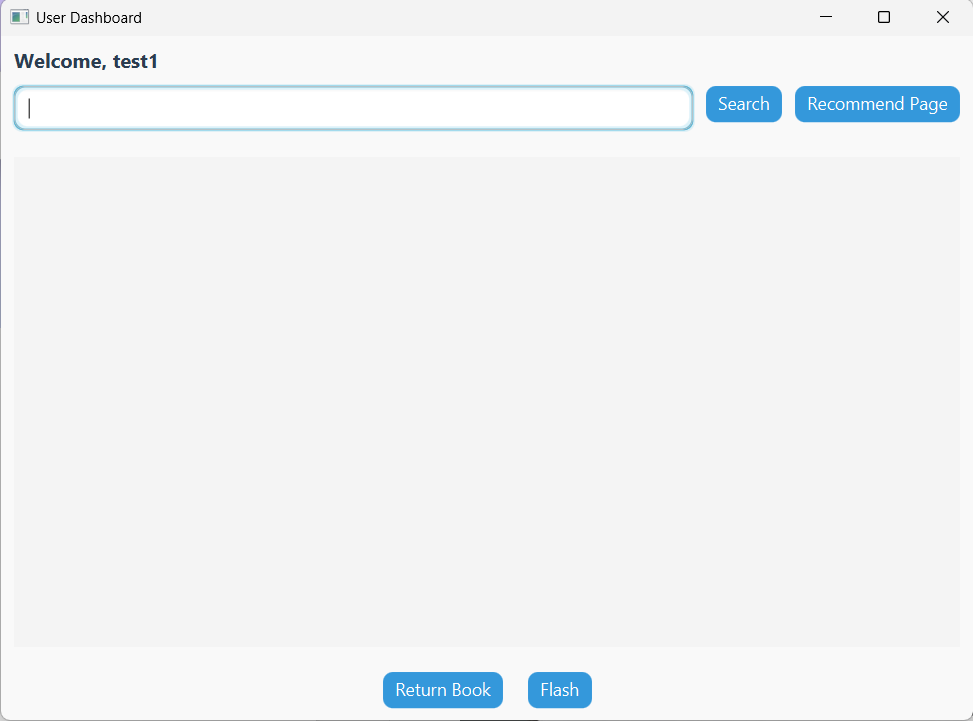 User Dashboard
Welcome, test1
Search
Recommend Page
Return Book
Flash